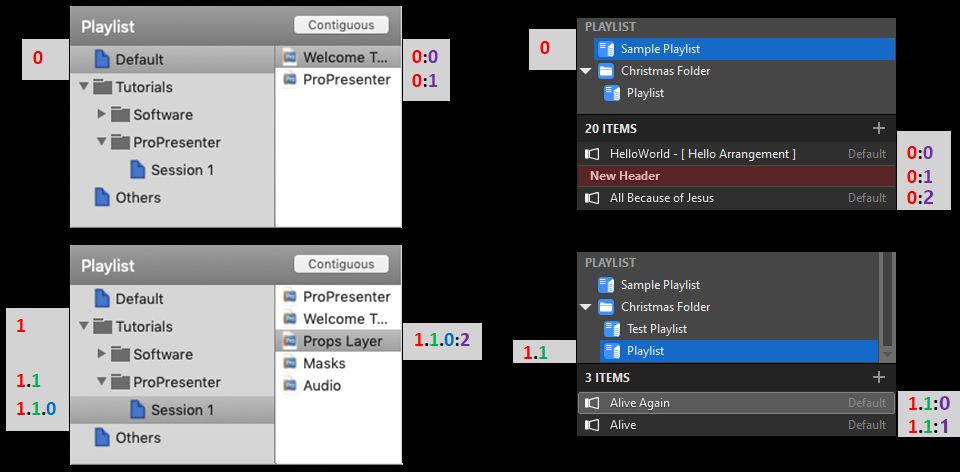 Playlist Contiguous
0 Default Welcome T... 0:0
Tutorials ProPresenter 0:1
Software
ProPresenter
Session 1
Others
PLAYLIST
0 Sample Playlist
Christmas Folder
Playlist
20 ITEMS +
HelloWorld - [ Hello Arrangement ] Default 0:0
New Header 0:1
All Because of Jesus Default 0:2
Playlist Contiguous
Default ProPresenter
1 Tutorials Welcome T...
Software Props Layer 1.1.0:2
1.1 ProPresenter Masks
1.1.0 Session 1 Audio
Others
PLAYLIST
Sample Playlist
Christmas Folder
Test Playlist
1.1 Playlist
3 ITEMS +
Alive Again Default 1.1:0
Alive Default 1.1:1